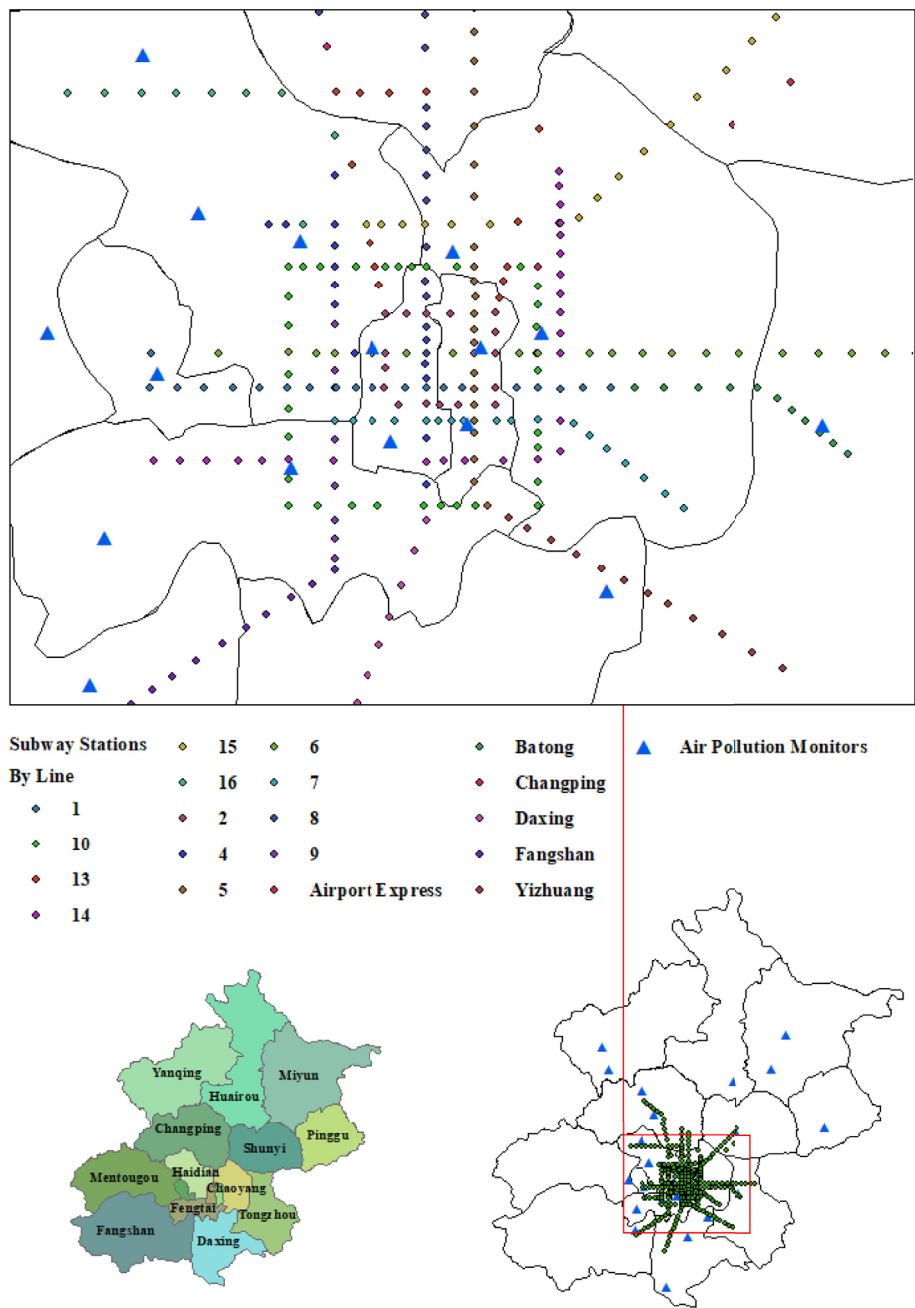 Subway Stations
By Line
1
10
13
14
15
16
2
4
5
6
7
8
9
Airport Express
Batong
Changping
Daxing
Fangshan
Yizhuang
Air Pollution Monitors
Yanqing
Miyun
Huairou
Changping
Shunyi
Pinggu
Haidian
Mentougou
Chaoyang
Fengtai
Tongzhou
Fangshan
Daxing